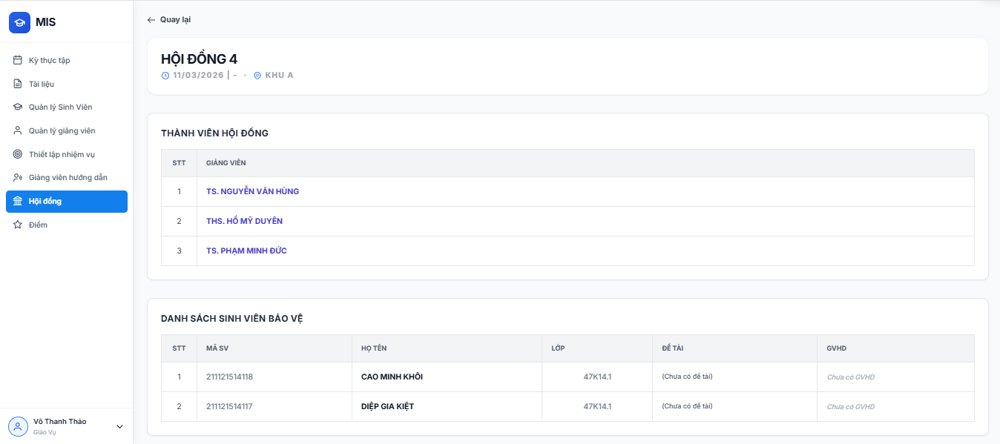 MIS
Kỳ thực tập
Tài liệu
Quản lý Sinh Viên
Quản lý giảng viên
Thiết lập nhiệm vụ
Giảng viên hướng dẫn
Hội đồng
Điểm
Võ Thanh Thảo
Giáo Vụ
Quay lại
HỘI ĐỒNG 4
11/03/2026 | - • KHU A
THÀNH VIÊN HỘI ĐỒNG
STT GIẢNG VIÊN
1 TS. NGUYỄN VĂN HÙNG
2 THS. HỒ MỸ DUYÊN
3 TS. PHẠM MINH ĐỨC
DANH SÁCH SINH VIÊN BẢO VỆ
STT MÃ SV HỌ TÊN LỚP ĐỀ TÀI GVHD
1 211121514118 CAO MINH KHÔI 47K14.1 (Chưa có đề tài) Chưa có GVHD
2 211121514117 DIỆP GIA KIỆT 47K14.1 (Chưa có đề tài) Chưa có GVHD